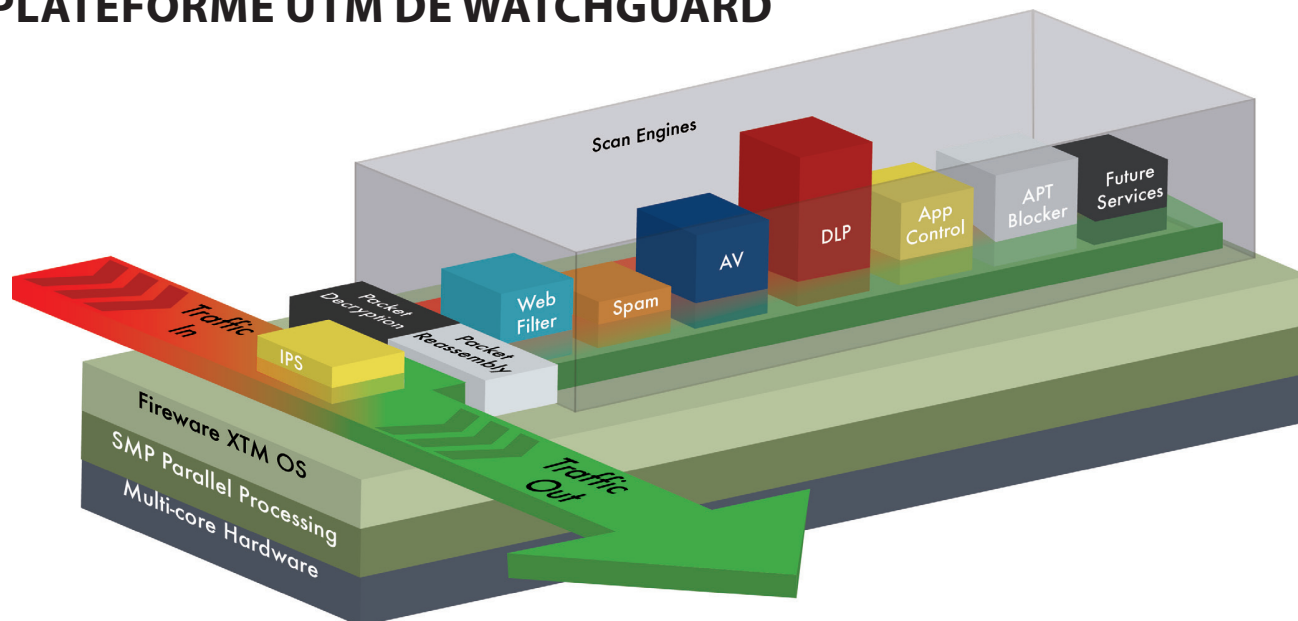 PLATEFORME UTM DE WATCHGUARD
Scan Engines
Future
Services
APT
Blocker
App
Control
DLP
AV
Spam
Web
Filter
Packet
Decryption
Packet
Reassembly
IPS
Traffic
In
Traffic
Out
Fireware XTM OS
SMP Parallel Processing
Multi-core Hardware